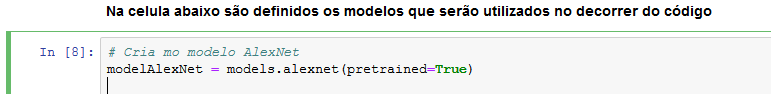 Na celula abaixo são definidos os modelos que serão utilizados no decorrer do código
In [8]: # Cria mo modelo AlexNet
modelAlexNet = models.alexnet(pretrained=True)